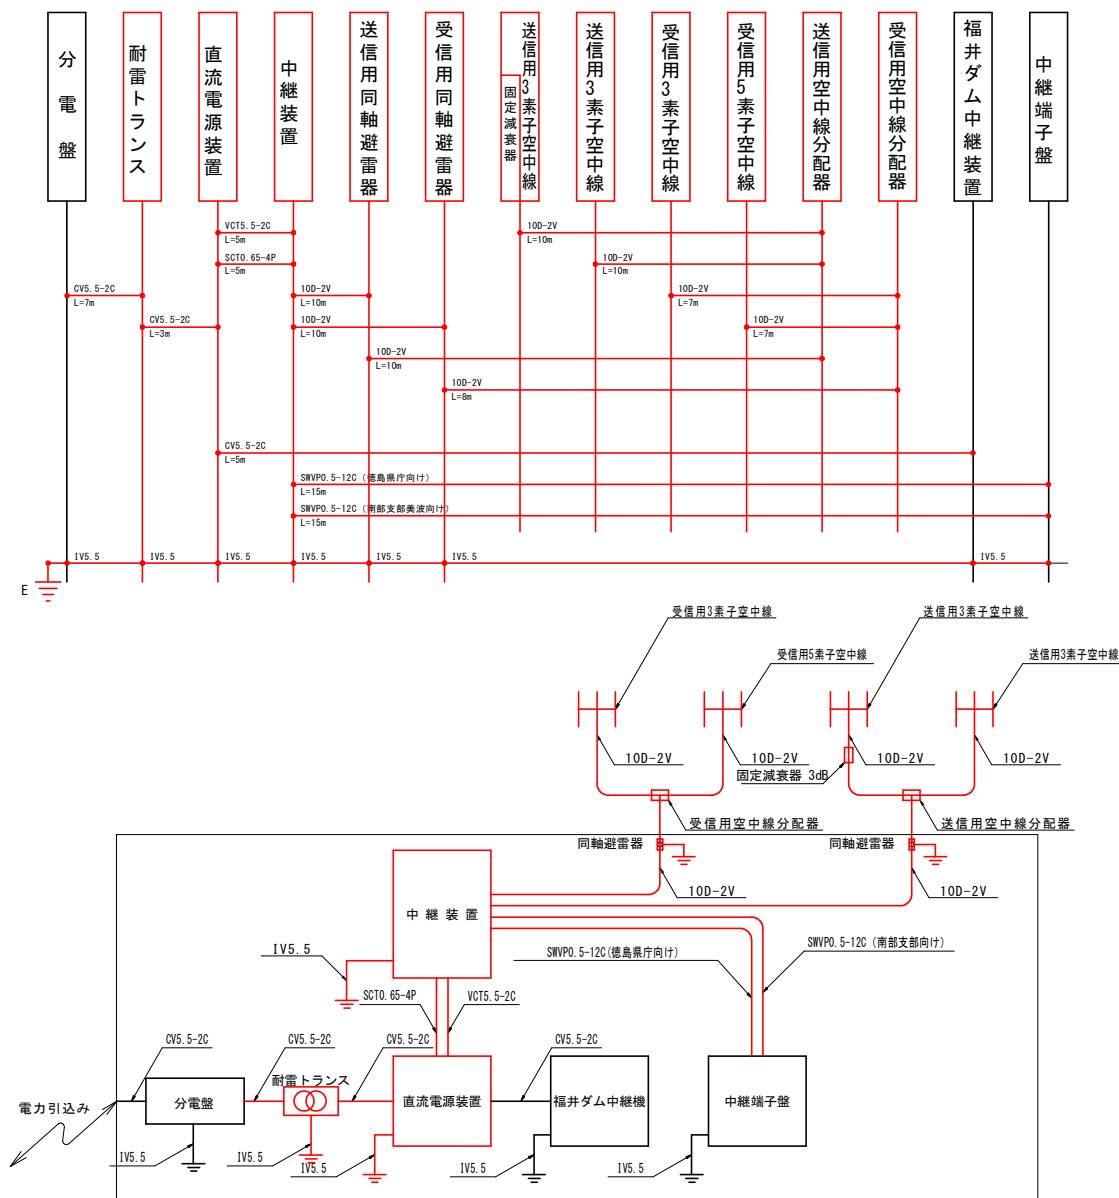 分電盤
耐雷トランス
直流電源装置
中継装置
送信用同軸避雷器
受信用同軸避雷器
送信用3素子空中線
固定減衰器
送信用3素子空中線
受信用3素子空中線
受信用5素子空中線
送信用空中線分配器
受信用空中線分配器
福井ダム中継装置
中継端子盤
VCT5.5-2C
L=5m
10D-2V
L=10m
SCT0.65-4P
L=5m
10D-2V
L=10m
CV5.5-2C
L=7m
10D-2V
L=10m
10D-2V
L=7m
CV5.5-2C
L=3m
10D-2V
L=10m
10D-2V
L=7m
10D-2V
L=10m
10D-2V
L=8m
CV5.5-2C
L=5m
SWVP0.5-12C (徳島県庁向け)
L=15m
SWVP0.5-12C (南部支部美波向け)
L=15m
IV5.5
IV5.5
IV5.5
IV5.5
IV5.5
IV5.5
IV5.5
E
受信用3素子空中線
送信用3素子空中線
受信用5素子空中線
送信用3素子空中線
10D-2V
10D-2V
10D-2V
10D-2V
固定減衰器 3dB
受信用空中線分配器
送信用空中線分配器
同軸避雷器
同軸避雷器
10D-2V
10D-2V
中継装置
IV5.5
SWVP0.5-12C(徳島県庁向け)
SWVP0.5-12C (南部支部向け)
SCT0.65-4P
VCT5.5-2C
CV5.5-2C
CV5.5-2C
CV5.5-2C
CV5.5-2C
耐雷トランス
電力引込み
分電盤
直流電源装置
福井ダム中継機
中継端子盤
IV5.5
IV5.5
IV5.5
IV5.5
IV5.5